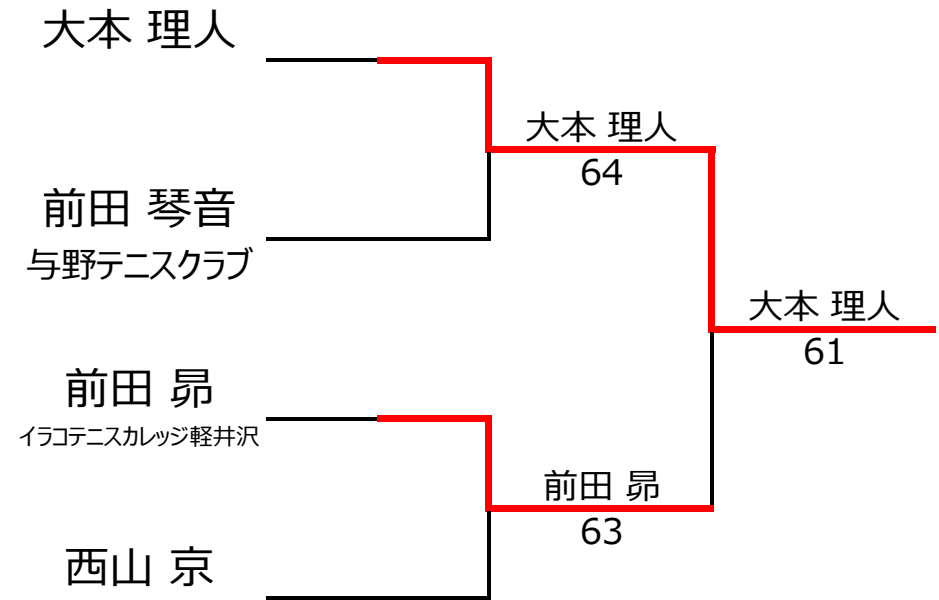 大本 理人
前田 琴音
与野テニスクラブ
前田 昴
イラコテニスカレッジ軽井沢
西山 京
大本 理人
64
前田 昴
63
大本 理人
61